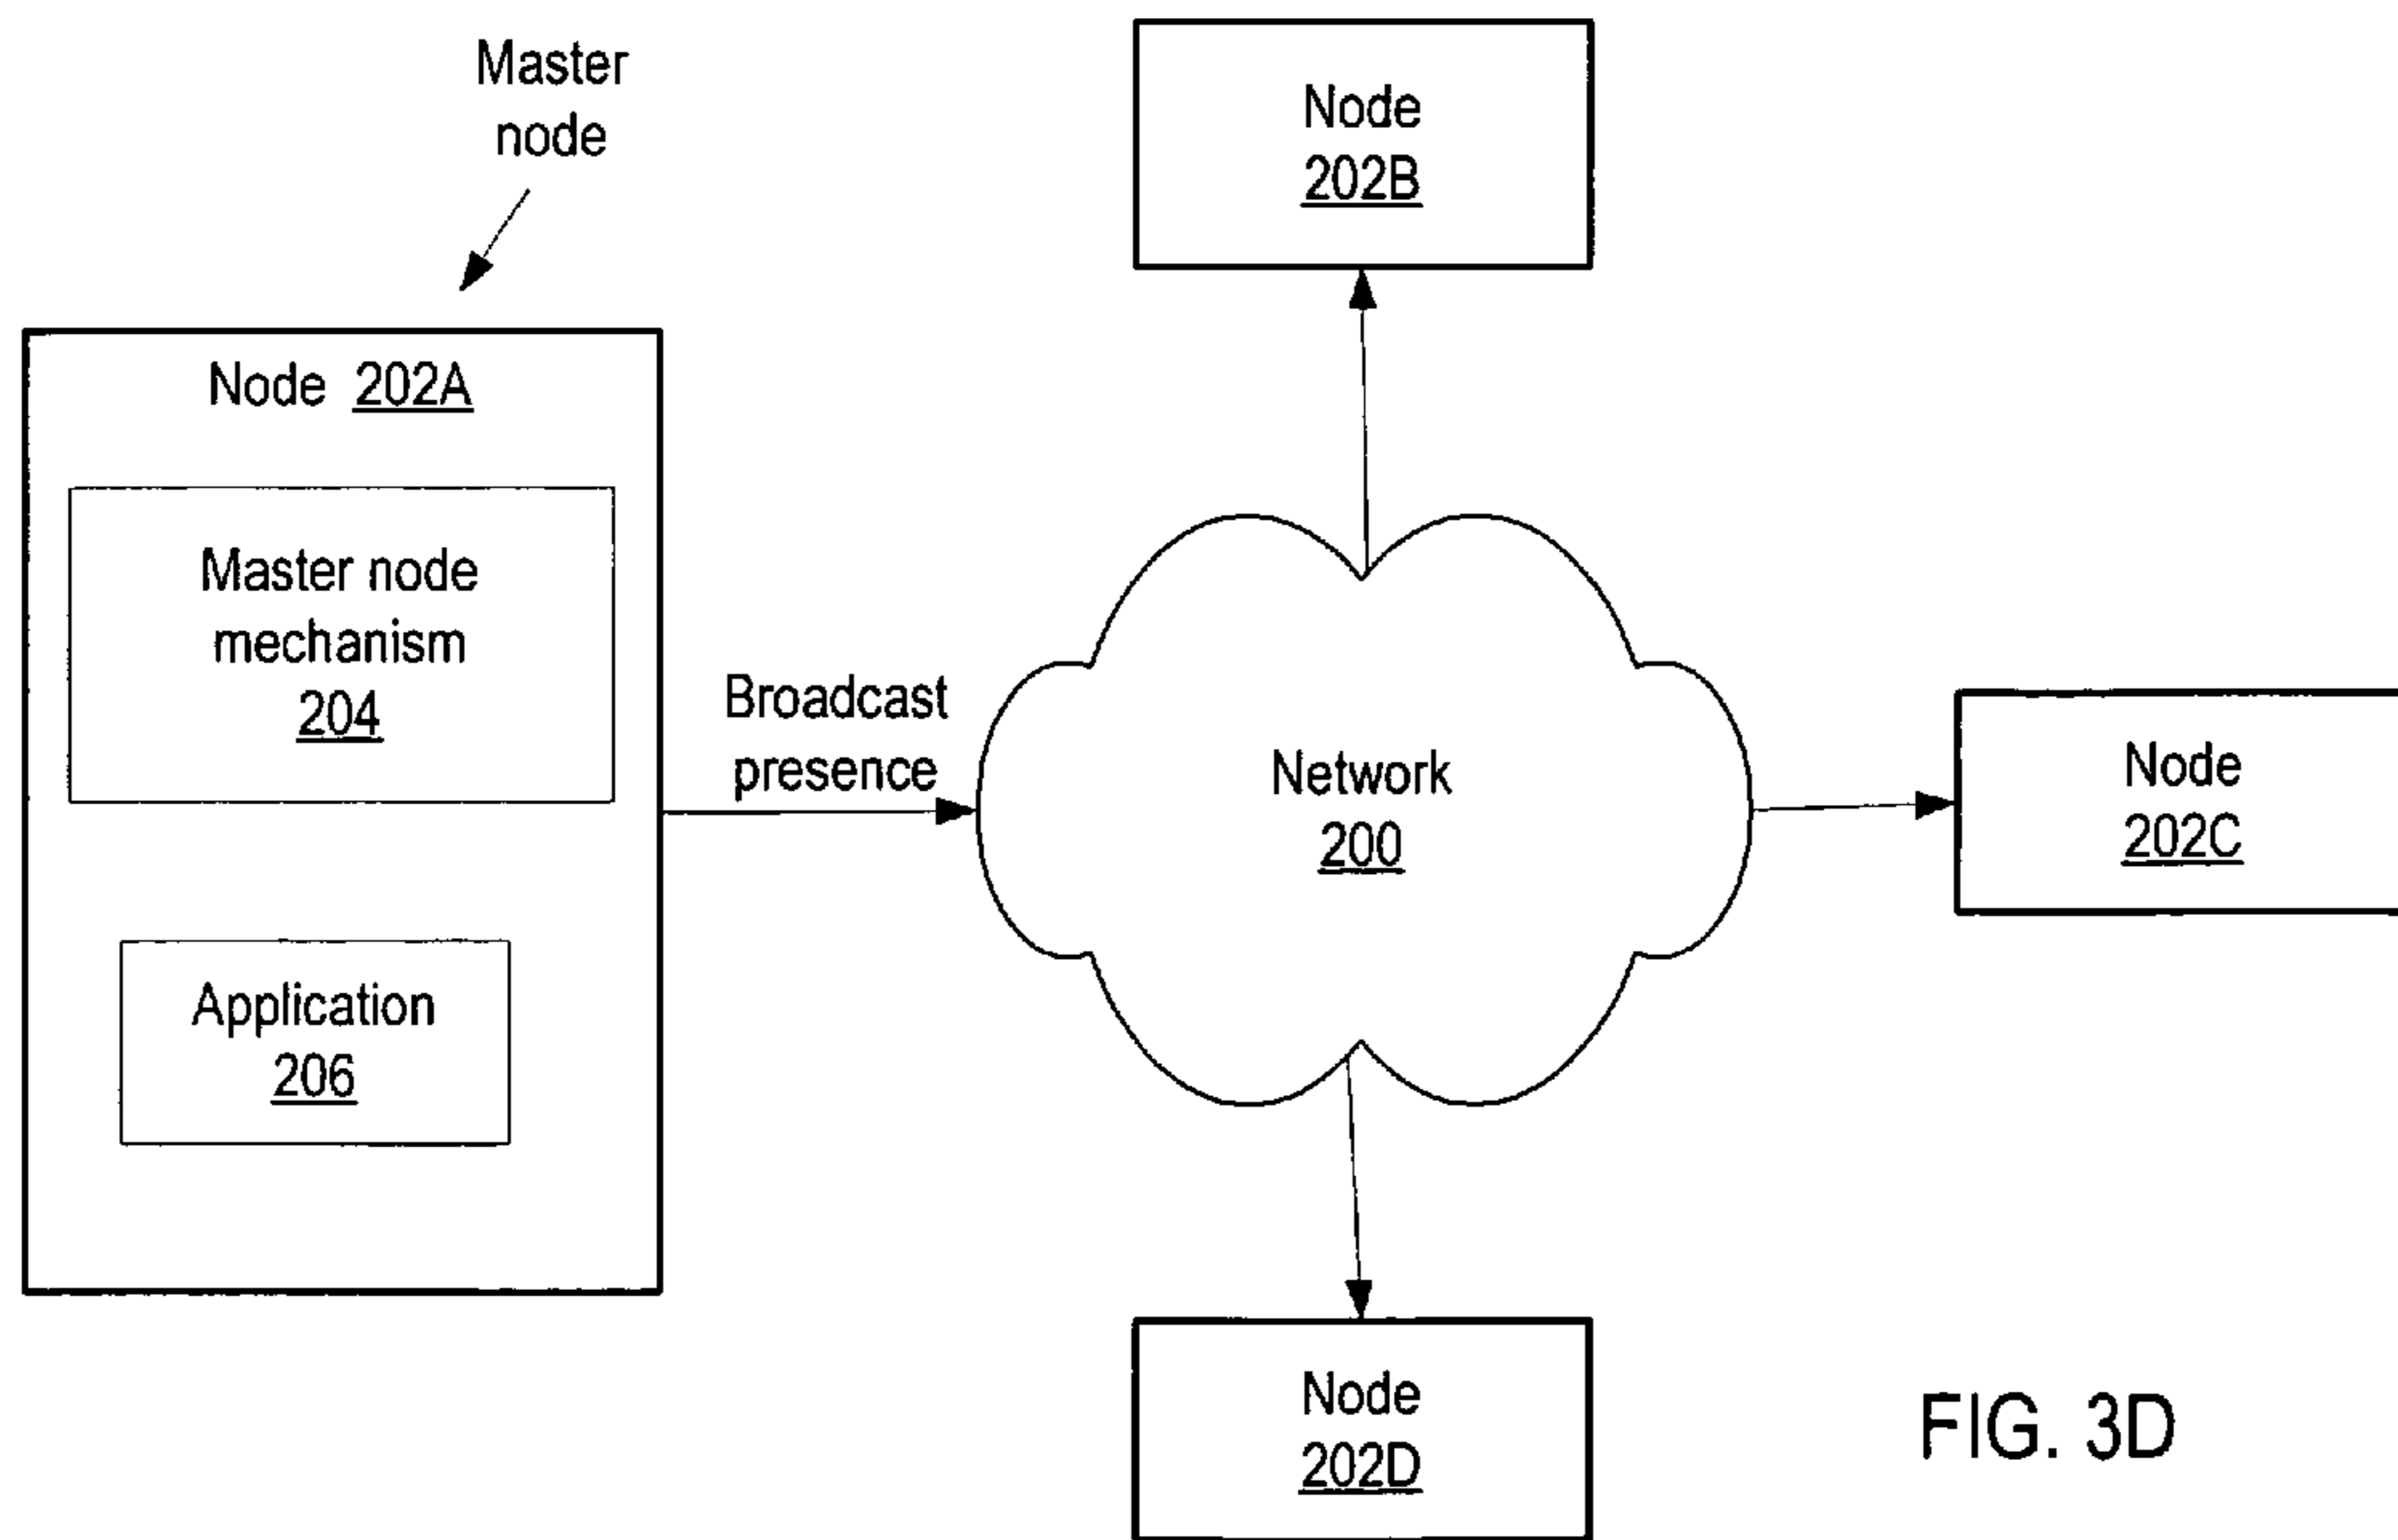 Master
node
Node 202A
Master node
mechanism
204
Application
206
Broadcast
presence
Network
200
Node
202B
Node
202C
Node
202D
FIG. 3D